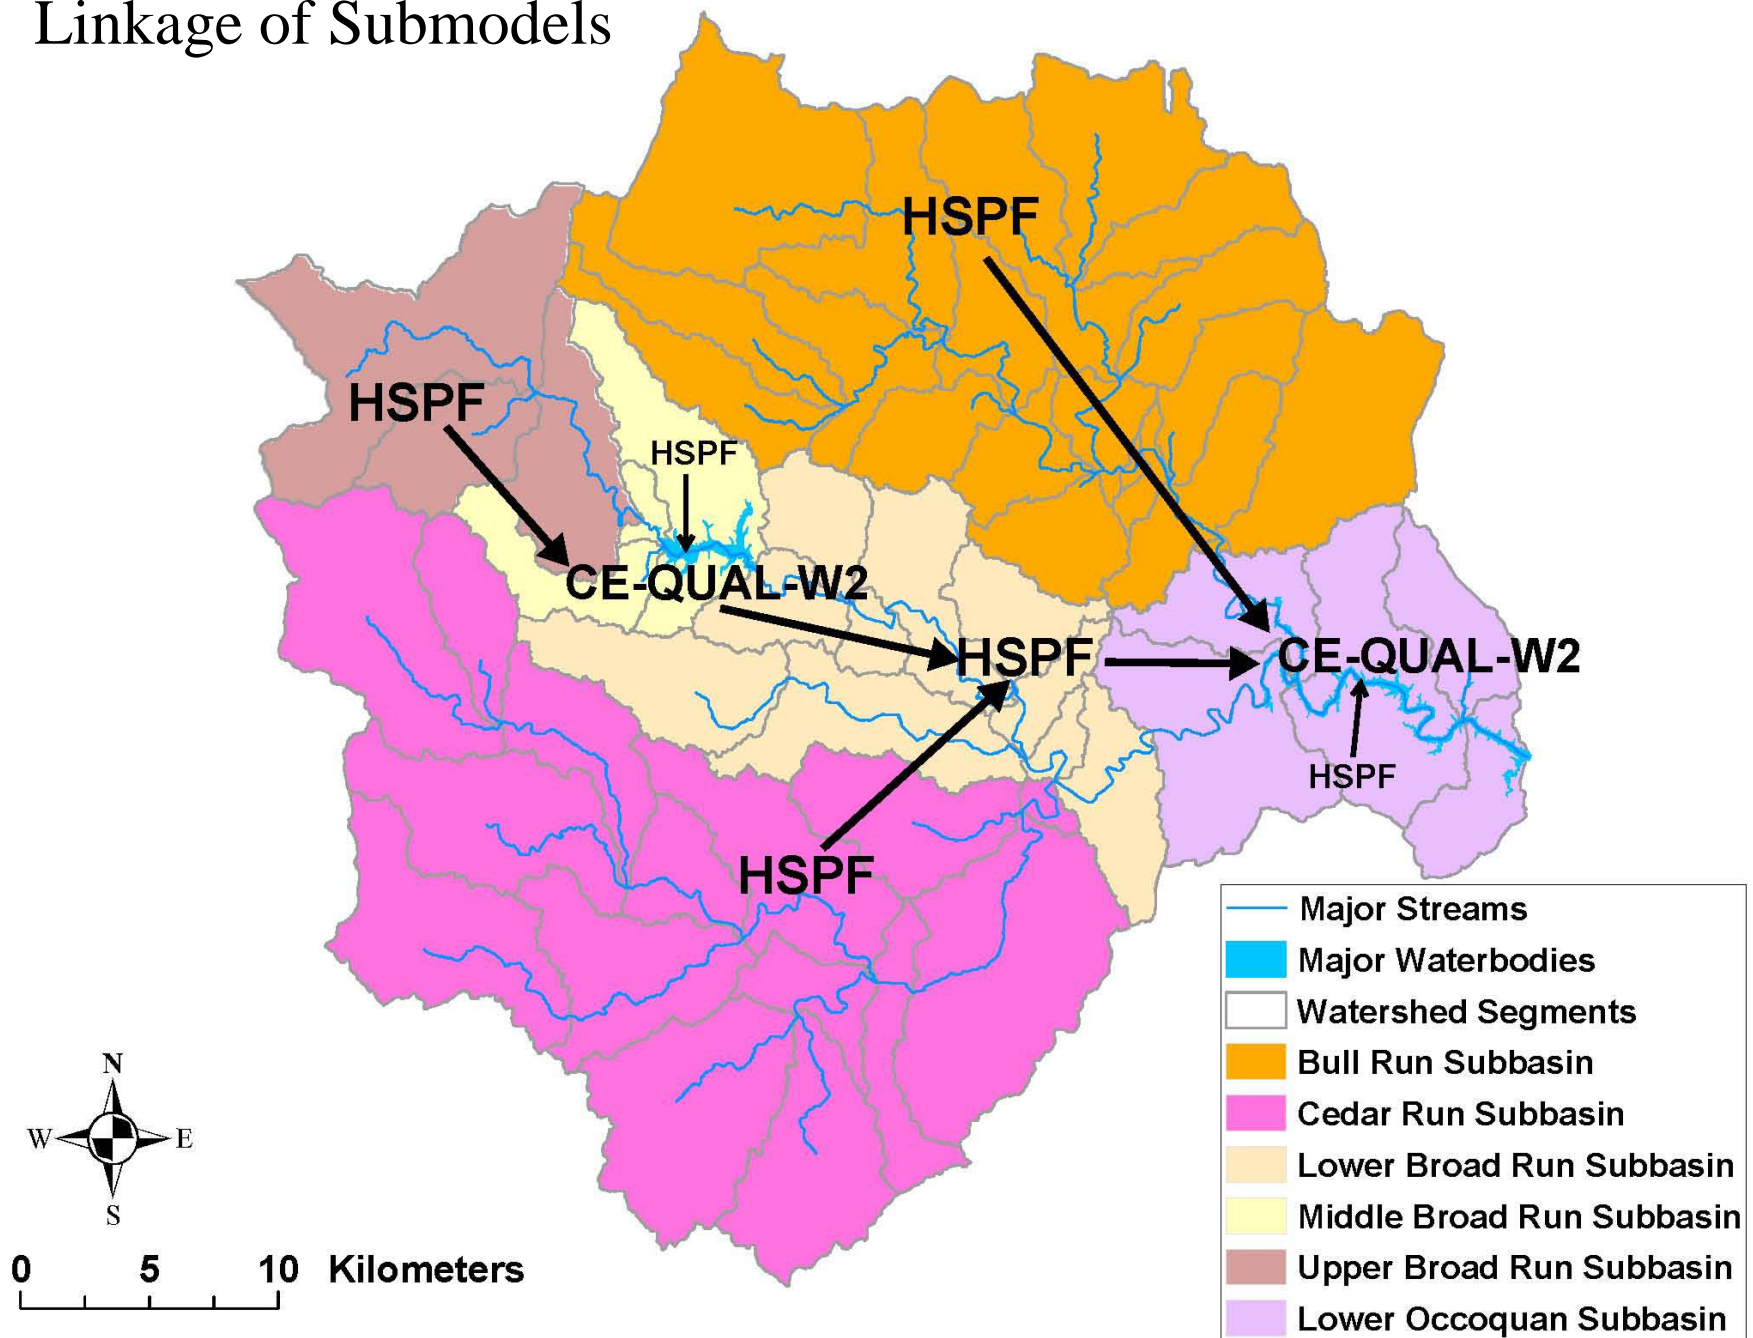 Linkage of Submodels
HSPF
HSPF
HSPF
CE-QUAL-W2
HSPF
CE-QUAL-W2
HSPF
HSPF
Major Streams
Major Waterbodies
Watershed Segments
Bull Run Subbasin
Cedar Run Subbasin
Lower Broad Run Subbasin
Middle Broad Run Subbasin
Upper Broad Run Subbasin
Lower Occoquan Subbasin
N
W E
S
0 5 10 Kilometers